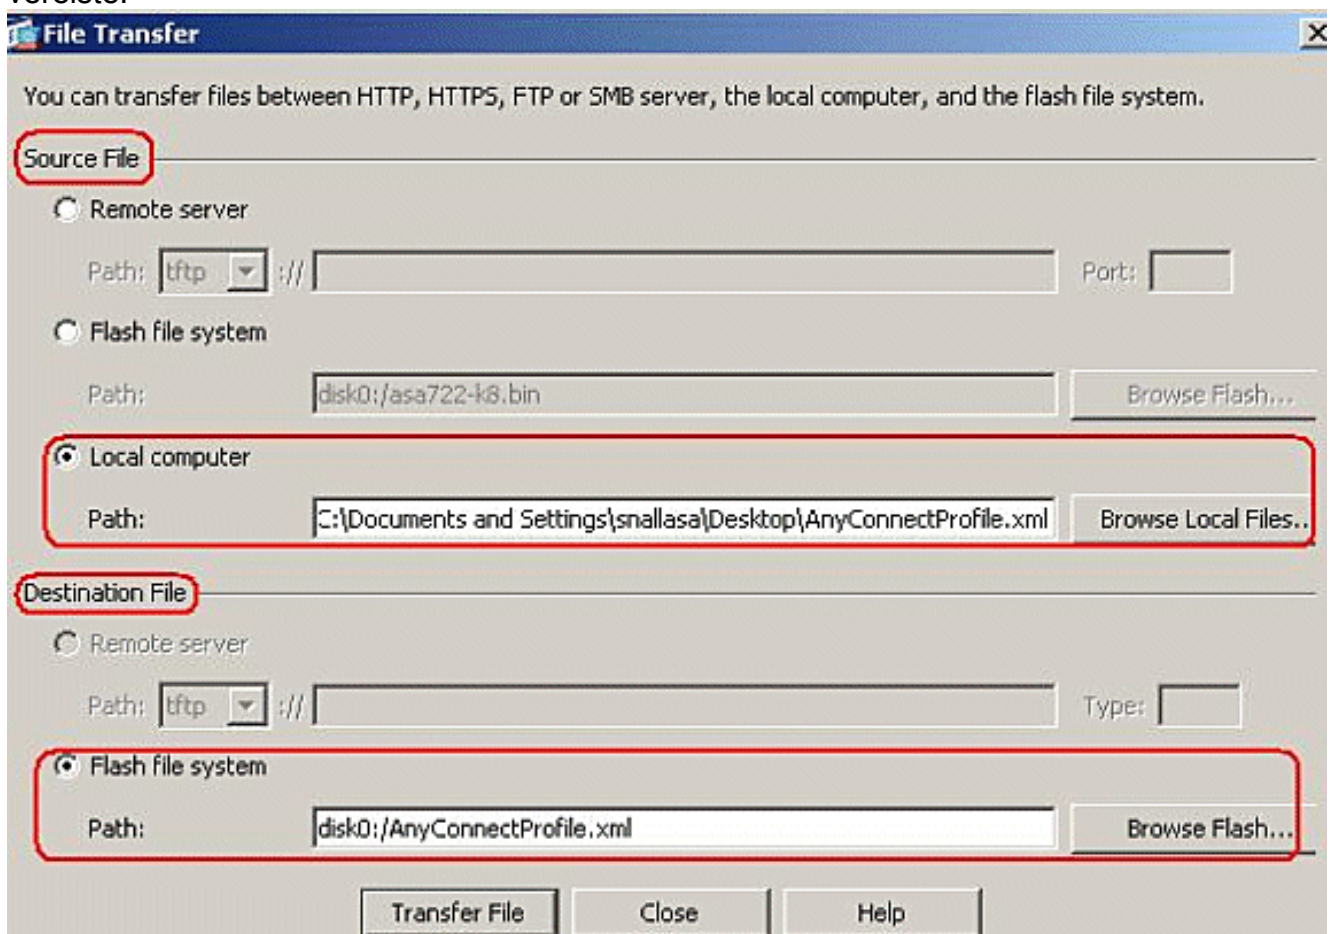 File Transfer
You can transfer files between HTTP, HTTPS, FTP or SMB server, the local computer, and the flash file system.
Source File
Remote server
Path: tftp :// Port:
Flash file system
Path: disk0:/asa722-k8.bin Browse Flash...
Local computer
Path: C:\Documents and Settings\snallasa\Desktop\AnyConnectProfile.xml Browse Local Files..
Destination File
Remote server
Path: tftp :// Type:
Flash file system
Path: disk0:/AnyConnectProfile.xml Browse Flash...
Transfer File Close Help